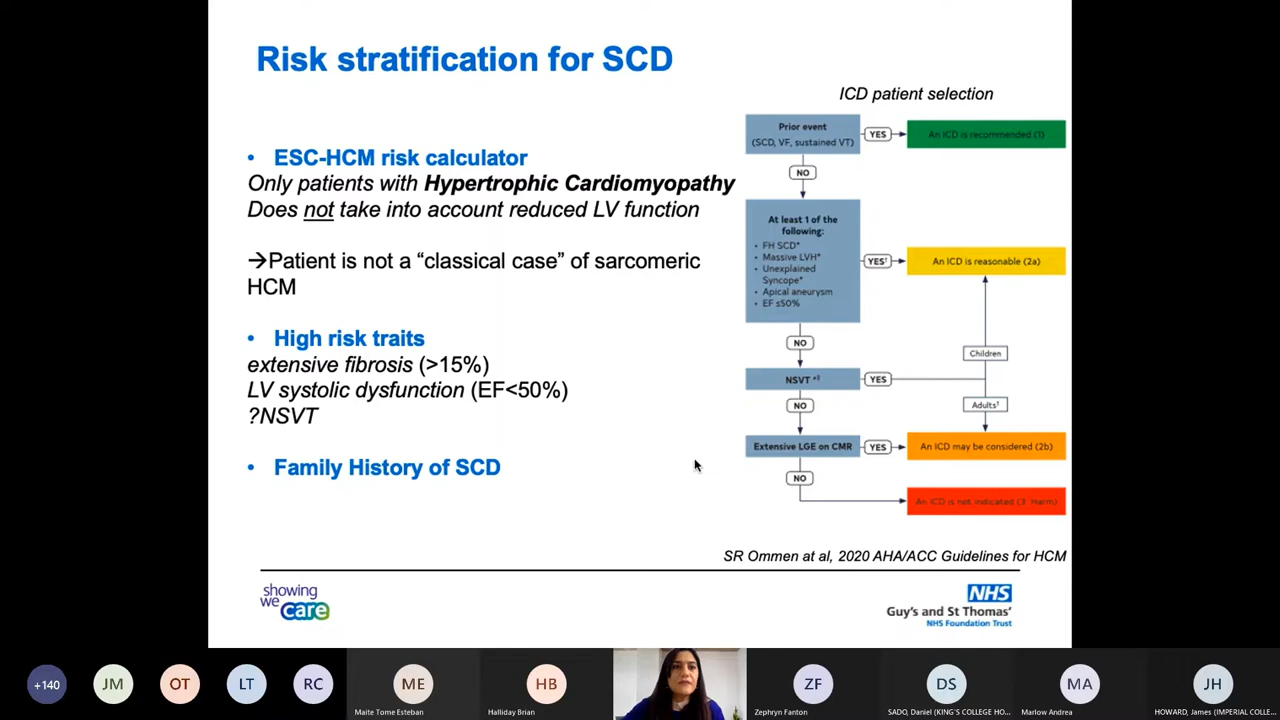 Risk stratification for SCD
• ESC-HCM risk calculator
Only patients with Hypertrophic Cardiomyopathy
Does not take into account reduced LV function
→Patient is not a “classical case” of sarcomeric
HCM
• High risk traits
extensive fibrosis (>15%)
LV systolic dysfunction (EF<50%)
?NSVT
• Family History of SCD
ICD patient selection
Prior event
(SCD, VF, sustained VT)
YES
An ICD is recommended (1)
NO
At least 1 of the
following:
• FH SCD*
• Massive LVH*
• Unexplained
Syncope*
• Apical aneurysm
• EF ≤50%
YES†
An ICD is reasonable (2a)
NO
Children
NSVT *‡
YES
Adults†
NO
Extensive LGE on CMR
YES
An ICD may be considered (2b)
NO
An ICD is not indicated (3 Harm)
SR Ommen at al, 2020 AHA/ACC Guidelines for HCM
showing
we care
NHS
Guy's and St Thomas'
NHS Foundation Trust
+140
JM
OT
LT
RC
ME
Maite Tome Esteban
HB
Halliday Brian
ZF
Zephryn Fanton
DS
SADO, Daniel (KING'S COLLEGE HO...
MA
Marlow Andrea
JH
HOWARD, James (IMPERIAL COLLE...